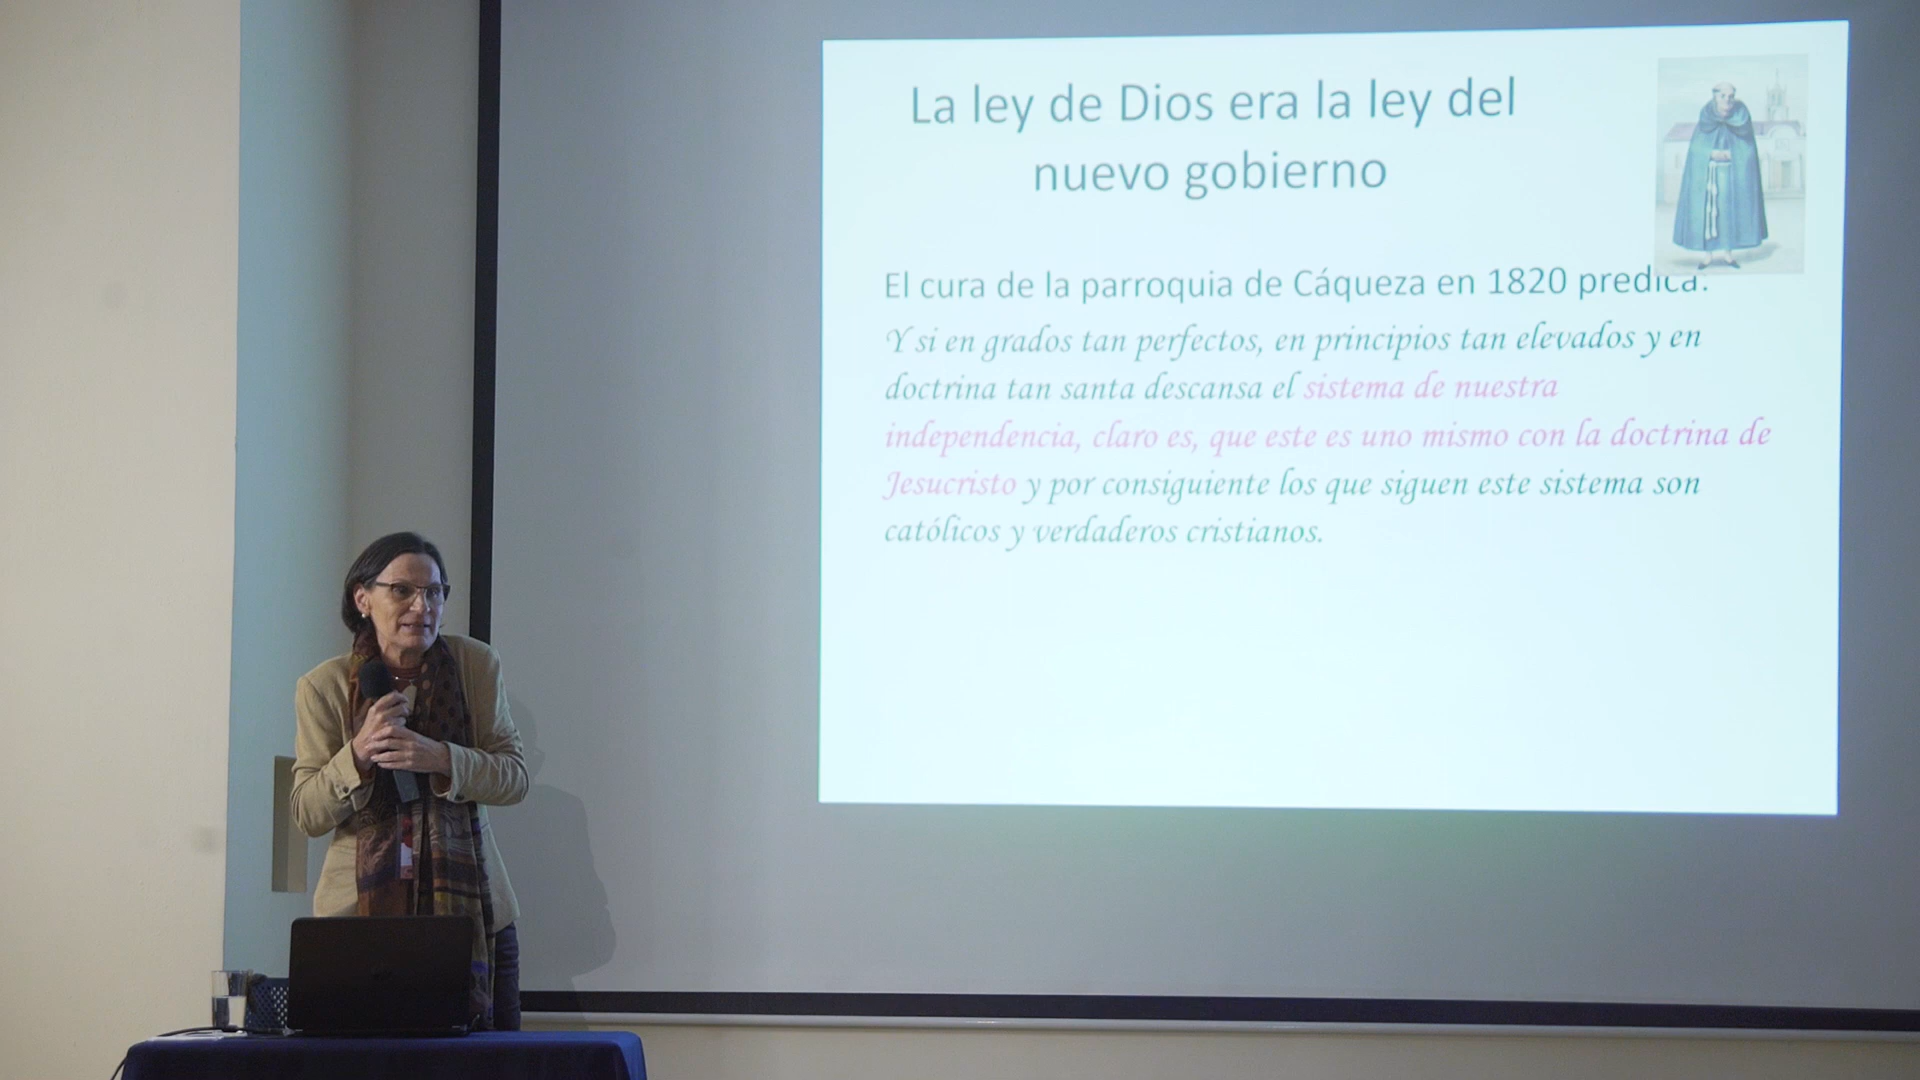 La ley de Dios era la ley del
nuevo gobierno
El cura de la parroquia de Cáqueza en 1820 predica:
Y si en grados tan perfectos, en principios tan elevados y en
doctrina tan santa descansa el sistema de nuestra
independencia, claro es, que este es uno mismo con la doctrina de
Jesucristo y por consiguiente los que siguen este sistema son
católicos y verdaderos cristianos.